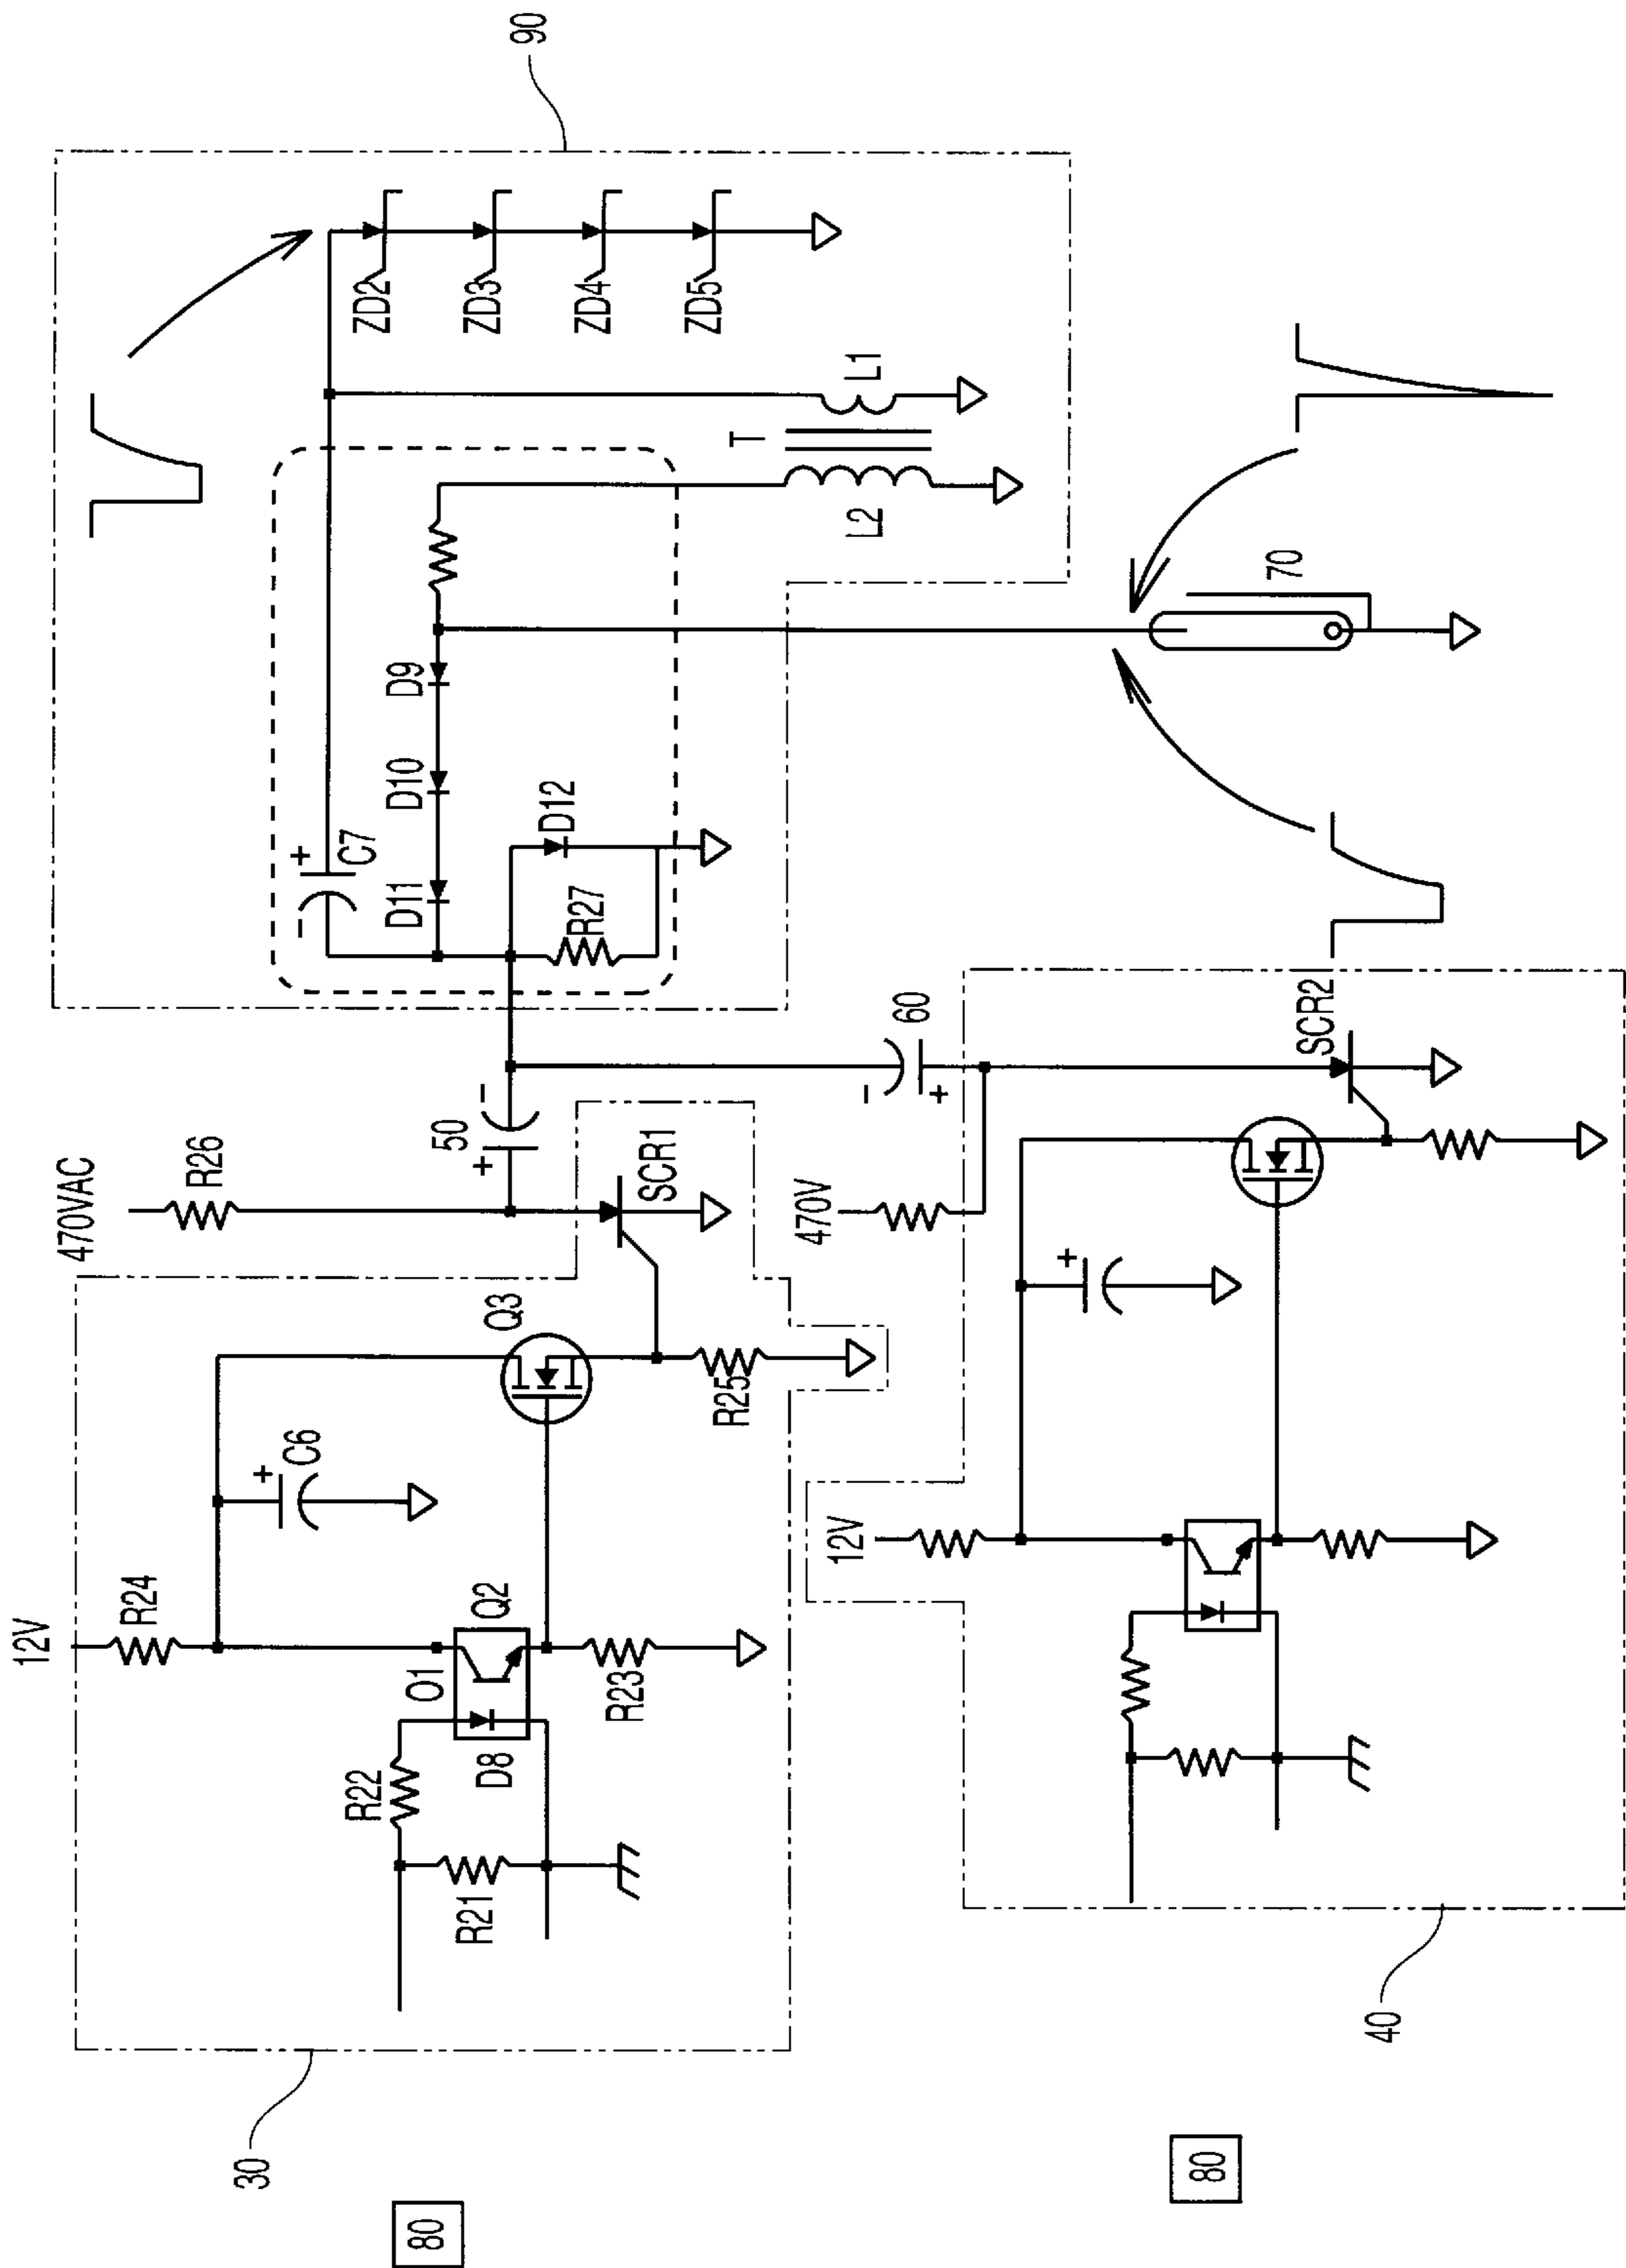 90
ZD2
ZD3
ZD4
ZD5
L1
T
L2
+
-
C7
D9
D10
D11
D12
R27
70
470VAC
R26
50
+
-
SCR1
60
-
+
470V
SCR2
12V
R24
+
C6
Q3
R25
O1
Q2
R23
R22
D8
R21
30
12V
+
40
80
80